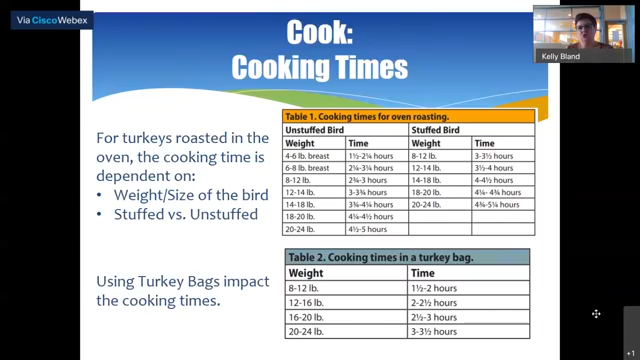 Via Cisco Webex
Cook:
Cooking Times
Kelly Bland
For turkeys roasted in the
oven, the cooking time is
dependent on:
• Weight/Size of the bird
• Stuffed vs. Unstuffed
Using Turkey Bags impact
the cooking times.
Table 1. Cooking times for oven roasting.
Unstuffed Bird Stuffed Bird
Weight Time Weight Time
4-6 lb. breast 1½-2¼ hours 8-12 lb. 3-3½ hours
6-8 lb. breast 2¼-3¼ hours 12-14 lb. 3½-4 hours
8-12 lb. 2¾-3 hours 14-18 lb. 4-4½ hours
12-14 lb. 3-3¾ hours 18-20 lb. 4¼- 4¾ hours
14-18 lb. 3¾-4¼ hours 20-24 lb. 4¾-5¼ hours
18-20 lb. 4¼-4½ hours
20-24 lb. 4½-5 hours
Table 2. Cooking times in a turkey bag.
Weight Time
8-12 lb. 1½-2 hours
12-16 lb. 2-2½ hours
16-20 lb. 2½-3 hours
20-24 lb. 3-3½ hours
+1